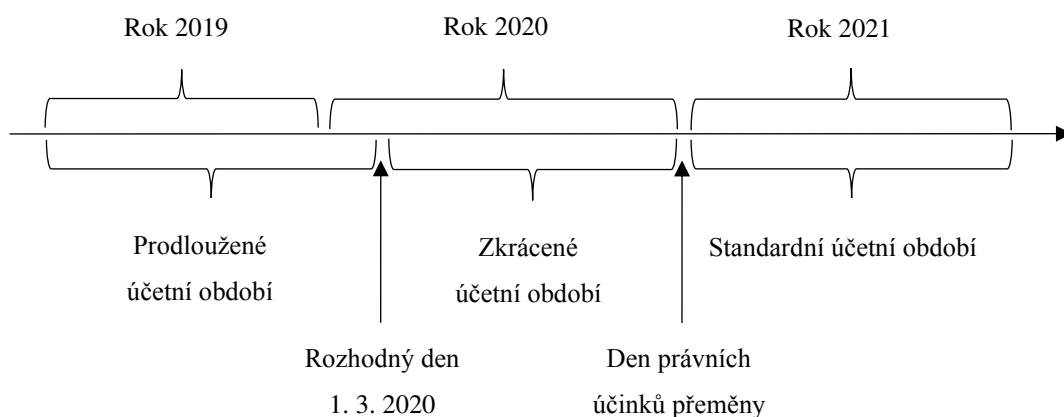 Rok 2019
Rok 2020
Rok 2021
Prodloužené
účetní období
Zkrácené
účetní období
Standardní účetní období
Rozhodný den
1. 3. 2020
Den právních
účinků přeměny